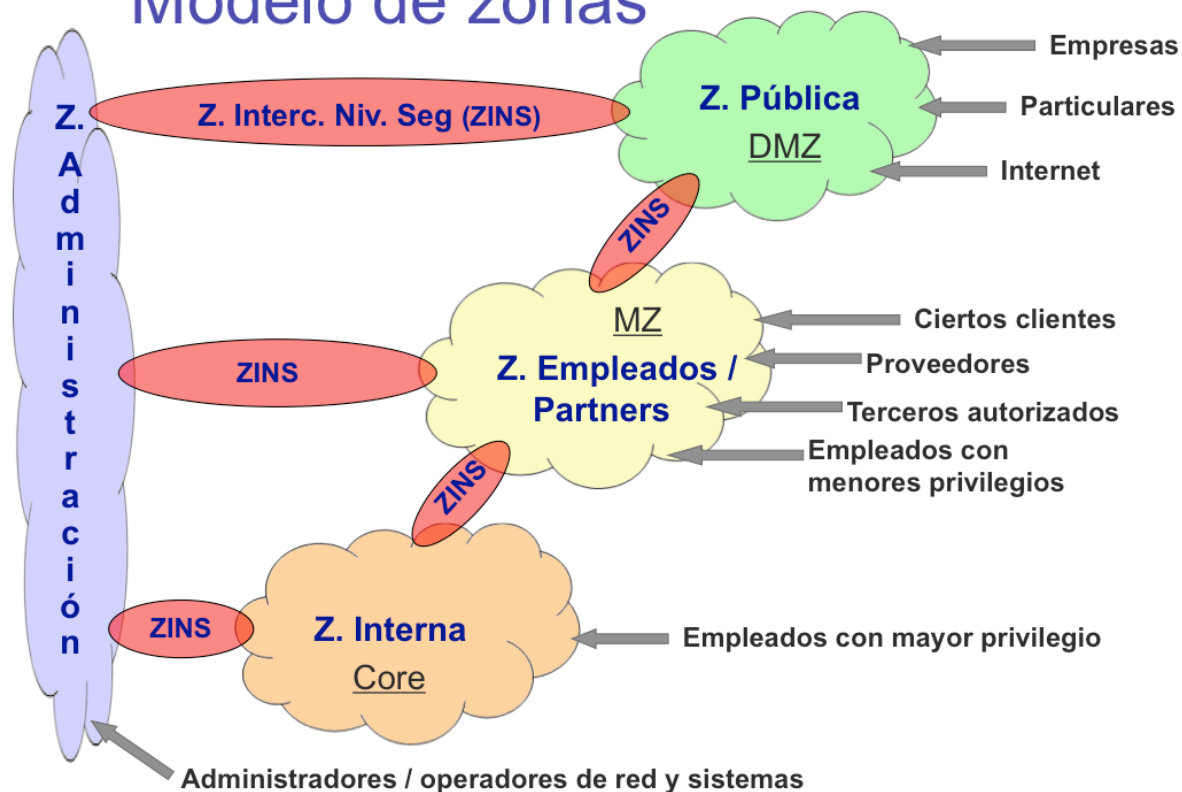 Modelo de zonas
Z. Administración
Z. Interc. Niv. Seg (ZINS)
Z. Pública
DMZ
Empresas
Particulares
Internet
ZINS
MZ
Z. Empleados /
Partners
Ciertos clientes
Proveedores
Terceros autorizados
Empleados con
menores privilegios
ZINS
ZINS
Z. Interna
Core
ZINS
Empleados con mayor privilegio
Administradores / operadores de red y sistemas